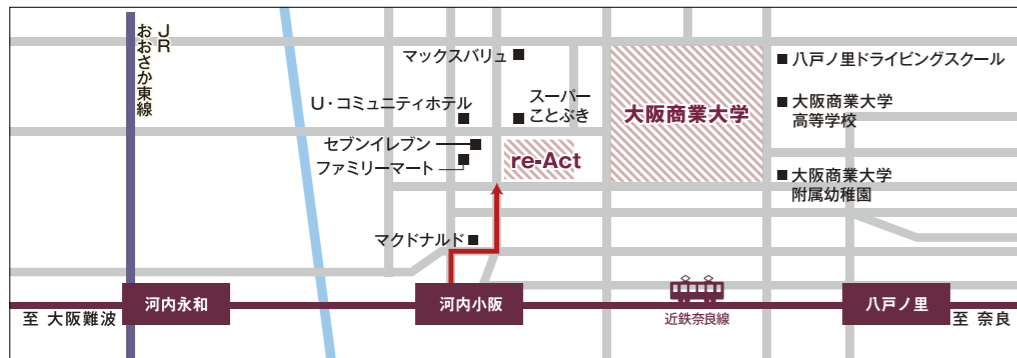 JR
おおさか東線
マックスバリュ
U・コミュニティホテル
スーパー
ことぶき
セブンイレブン
ファミリーマート
re-Act
大阪商業大学
八戸ノ里ドライビングスクール
大阪商業大学
高等学校
大阪商業大学
附属幼稚園
マクドナルド
河内永和
河内小阪
八戸ノ里
至 大阪難波
近鉄奈良線
至 奈良